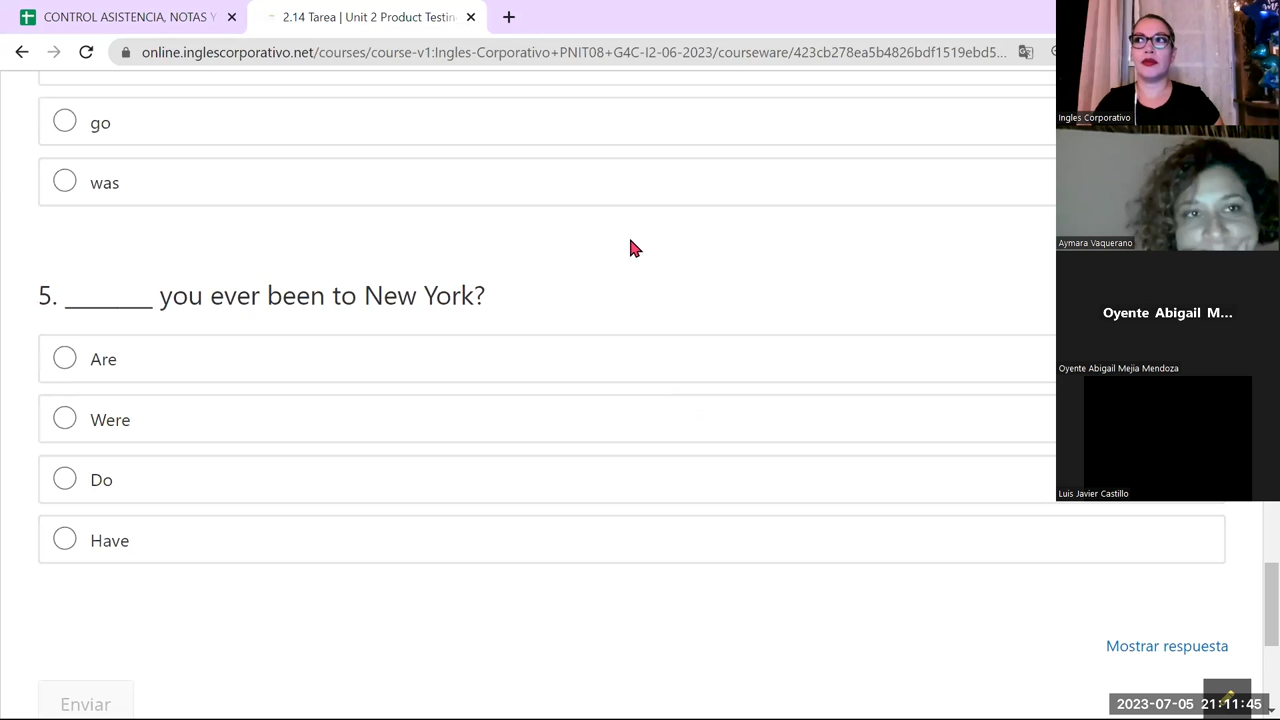 CONTROL ASISTENCIA, NOTAS Y
2.14 Tarea | Unit 2 Product Testin
online.inglescorporativo.net/courses/course-v1:Ingles-Corporativo+PNIT08+G4C-I2-06-2023/courseware/423cb278ea5b4826bdf1519ebd5...
go
was
5. ________ you ever been to New York?
Are
Were
Do
Have
Mostrar respuesta
Enviar
Ingles Corporativo
Aymara Vaquerano
Oyente Abigail M...
Oyente Abigail Mejia Mendoza
Luis Javier Castillo
2023-07-05 21:11:45